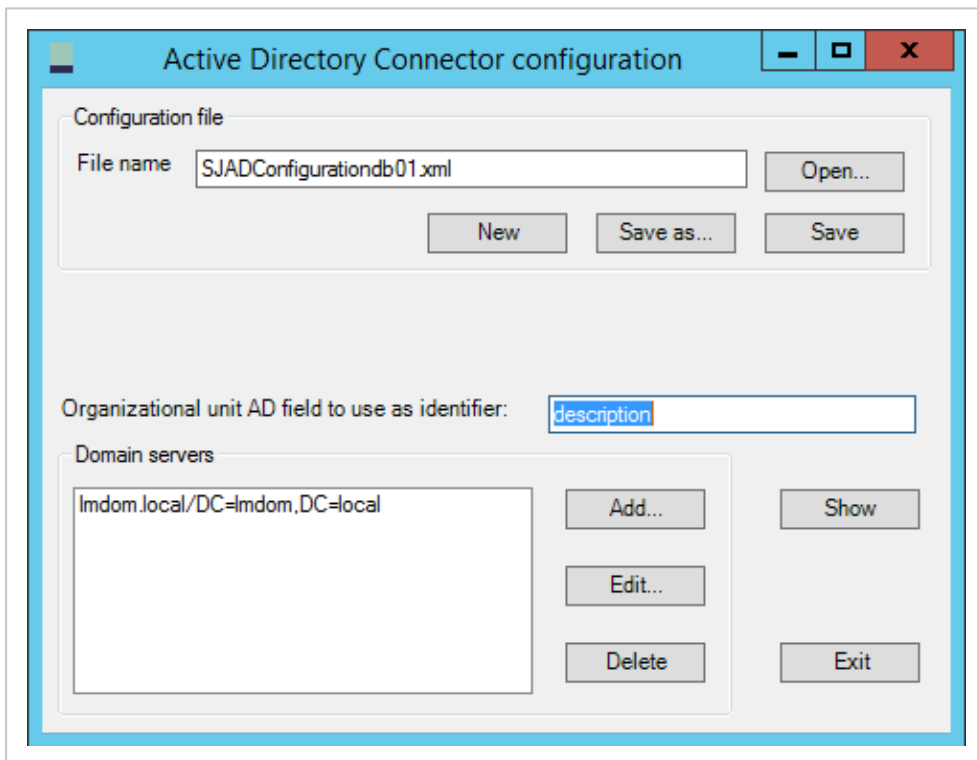 Active Directory Connector configuration
Configuration file
File name SJADConfigurationdb01.xml Open...
New Save as... Save
Organizational unit AD field to use as identifier: description
Domain servers
lmdom.local/DC=lmdom,DC=local Add... Show
Edit...
Delete Exit